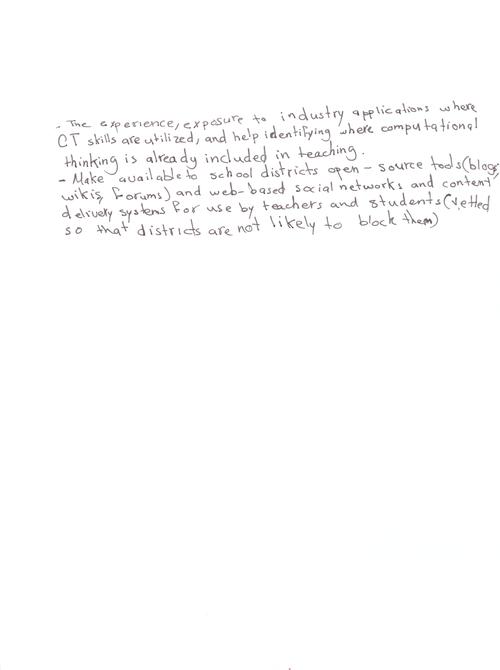 - The experience, exposure to industry applications where
CT skills are utilized, and help identifying where computational
thinking is already included in teaching.
- Make available to school districts open-source tools (blogs,
wikis, forums) and web-based social networks and content
delivery systems for use by teachers and students (vetted
so that districts are not likely to block them)